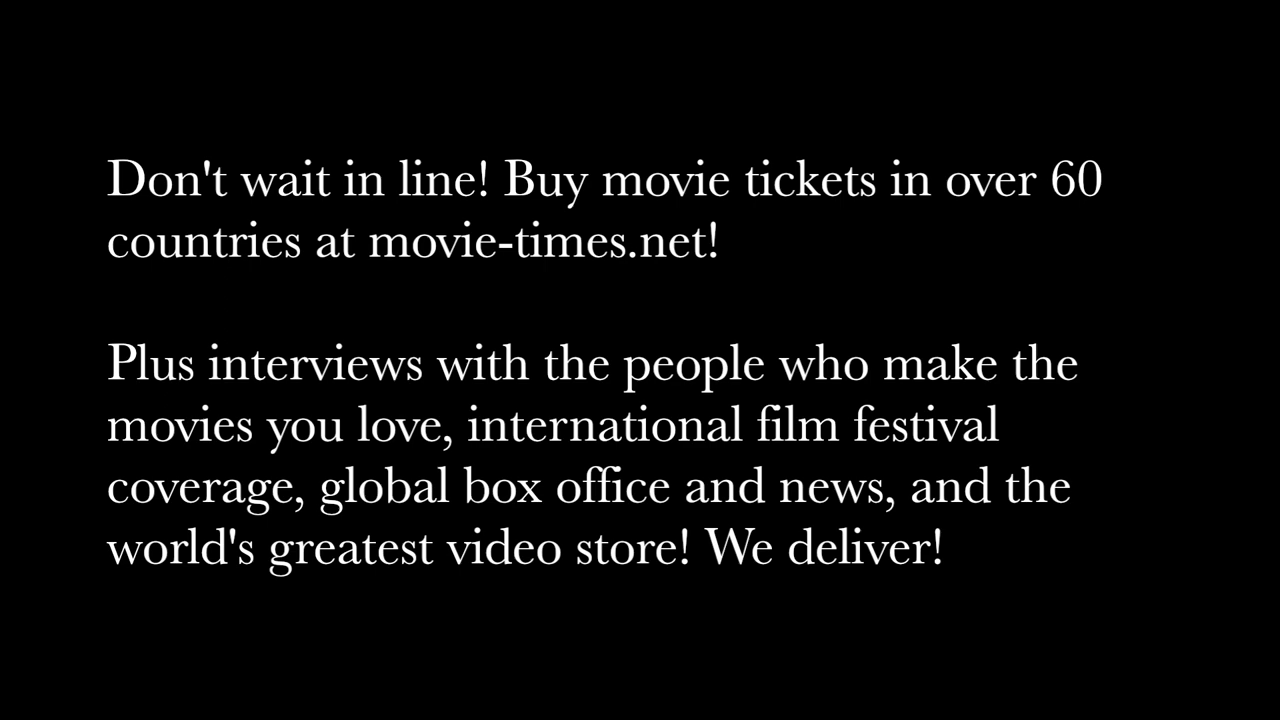 Don't wait in line! Buy movie tickets in over 60
countries at movie-times.net!
Plus interviews with the people who make the
movies you love, international film festival
coverage, global box office and news, and the
world's greatest video store! We deliver!